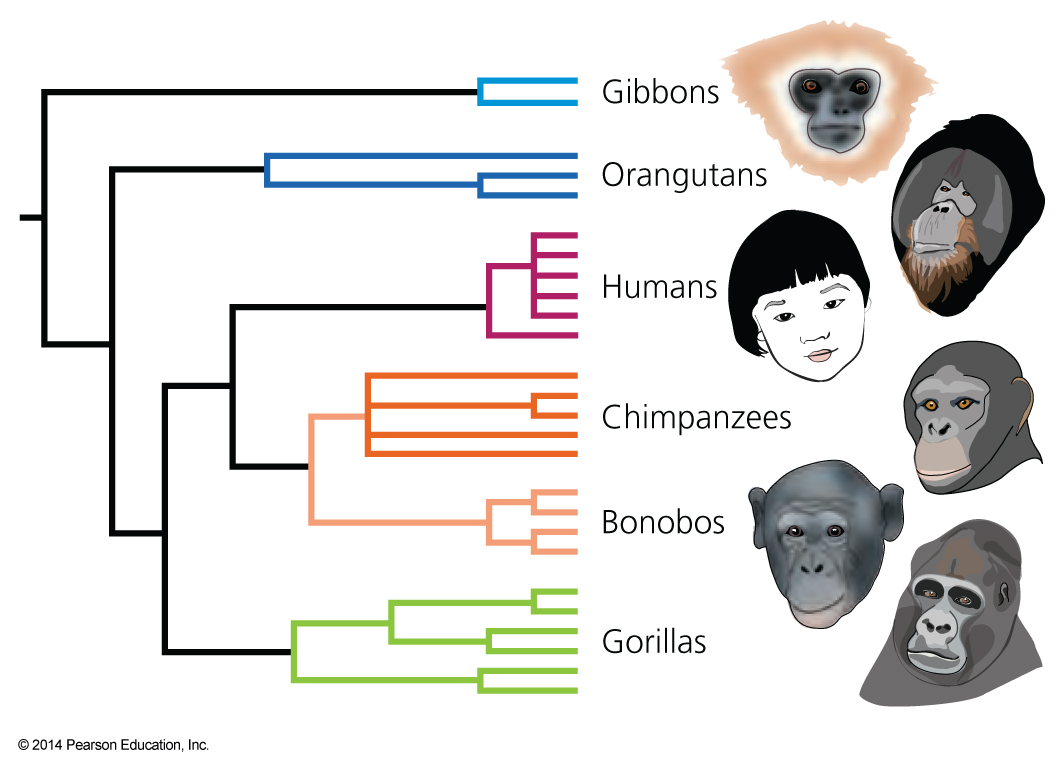 Gibbons
Orangutans
Humans
Chimpanzees
Bonobos
Gorillas
© 2014 Pearson Education, Inc.